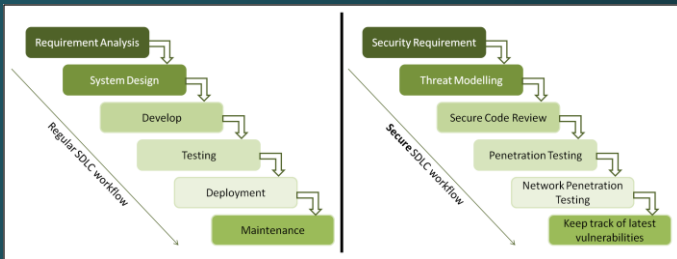 Requirement Analysis
System Design
Develop
Testing
Deployment
Maintenance
Regular SDLC workflow
Security Requirement
Threat Modelling
Secure Code Review
Penetration Testing
Network Penetration
Testing
Keep track of latest
vulnerabilities
Secure SDLC workflow